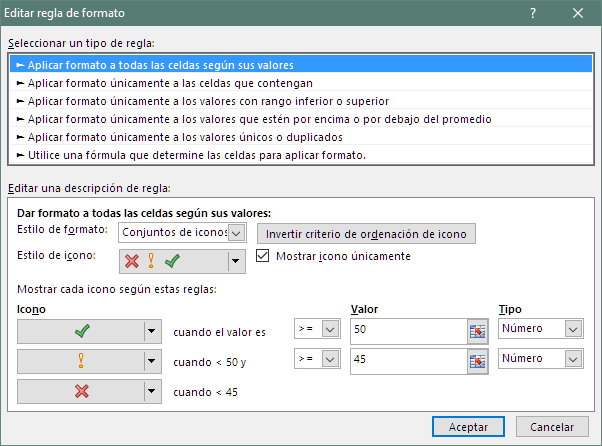 Editar regla de formato ?
Seleccionar un tipo de regla:
► Aplicar formato a todas las celdas según sus valores
► Aplicar formato únicamente a las celdas que contengan
► Aplicar formato únicamente a los valores con rango inferior o superior
► Aplicar formato únicamente a los valores que estén por encima o por debajo del promedio
► Aplicar formato únicamente a los valores únicos o duplicados
► Utilice una fórmula que determine las celdas para aplicar formato.
Editar una descripción de regla:
Dar formato a todas las celdas según sus valores:
Estilo de formato: Conjuntos de iconos Invertir criterio de ordenación de icono
Estilo de icono: Mostrar icono únicamente
Mostrar cada icono según estas reglas:
Icono Valor Tipo
cuando el valor es >= 50 Número
cuando < 50 y >= 45 Número
cuando < 45
Aceptar Cancelar